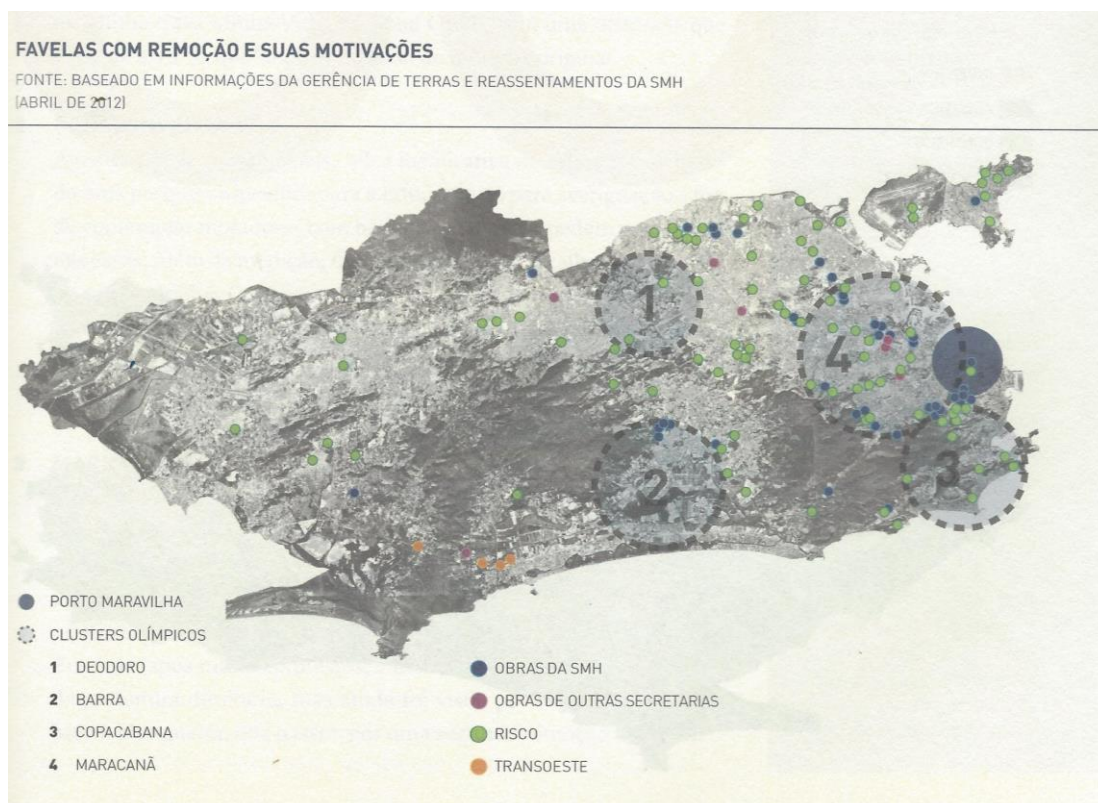 FAVELAS COM REMOÇÃO E SUAS MOTIVAÇÕES
FONTE: BASEADO EM INFORMAÇÕES DA GERÊNCIA DE TERRAS E REASSENTAMENTOS DA SMH
(ABRIL DE 2012)
1
4
2
3
PORTO MARAVILHA
CLUSTERS OLÍMPICOS
1 DEODORO
2 BARRA
3 COPACABANA
4 MARACANÃ
OBRAS DA SMH
OBRAS DE OUTRAS SECRETARIAS
RISCO
TRANSOESTE